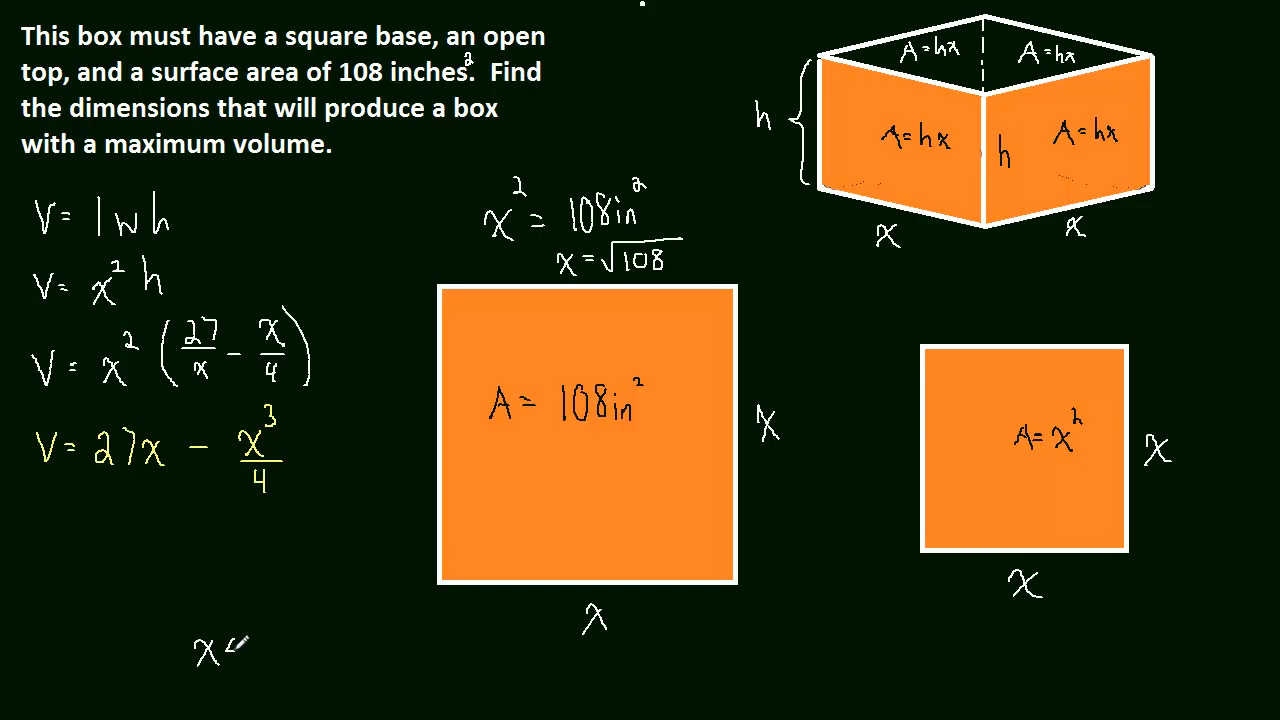 This box must have a square base, an open
top, and a surface area of 108 inches². Find
the dimensions that will produce a box
with a maximum volume.
V = l w h
V = x² h
V = x² (27/x - x/4)
V = 27x - x³/4
x² = 108in²
x = √108
A = 108in²
x
x
A = hx
A = hx
h
A = hx
h
A = hx
x
x
A = x²
x
x
x